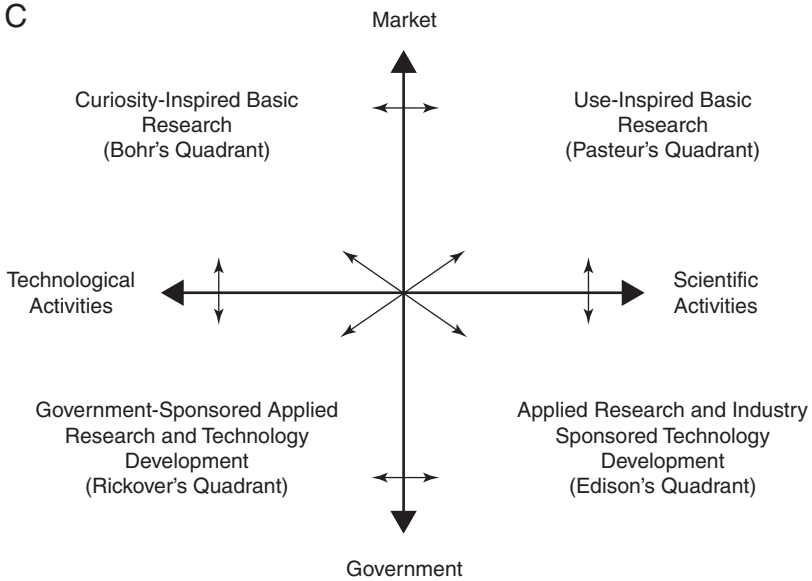 C
Market
Curiosity-Inspired Basic
Research
(Bohr's Quadrant)
Use-Inspired Basic
Research
(Pasteur's Quadrant)
Technological
Activities
Scientific
Activities
Government-Sponsored Applied
Research and Technology
Development
(Rickover's Quadrant)
Applied Research and Industry
Sponsored Technology
Development
(Edison's Quadrant)
Government